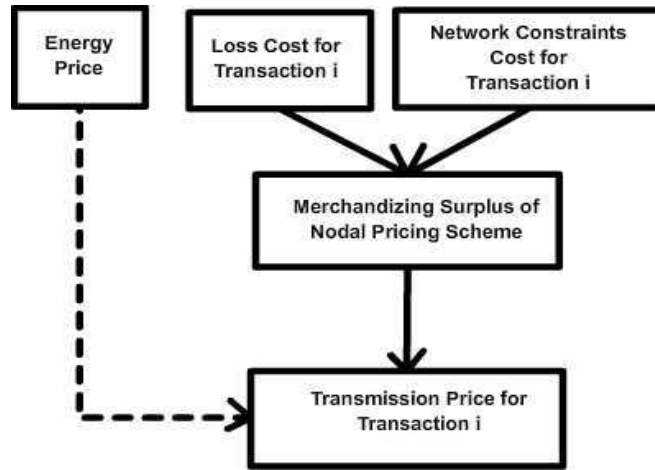 Energy
Price
Loss Cost for
Transaction i
Network Constraints
Cost for
Transaction i
Merchandizing Surplus of
Nodal Pricing Scheme
Transmission Price for
Transaction i